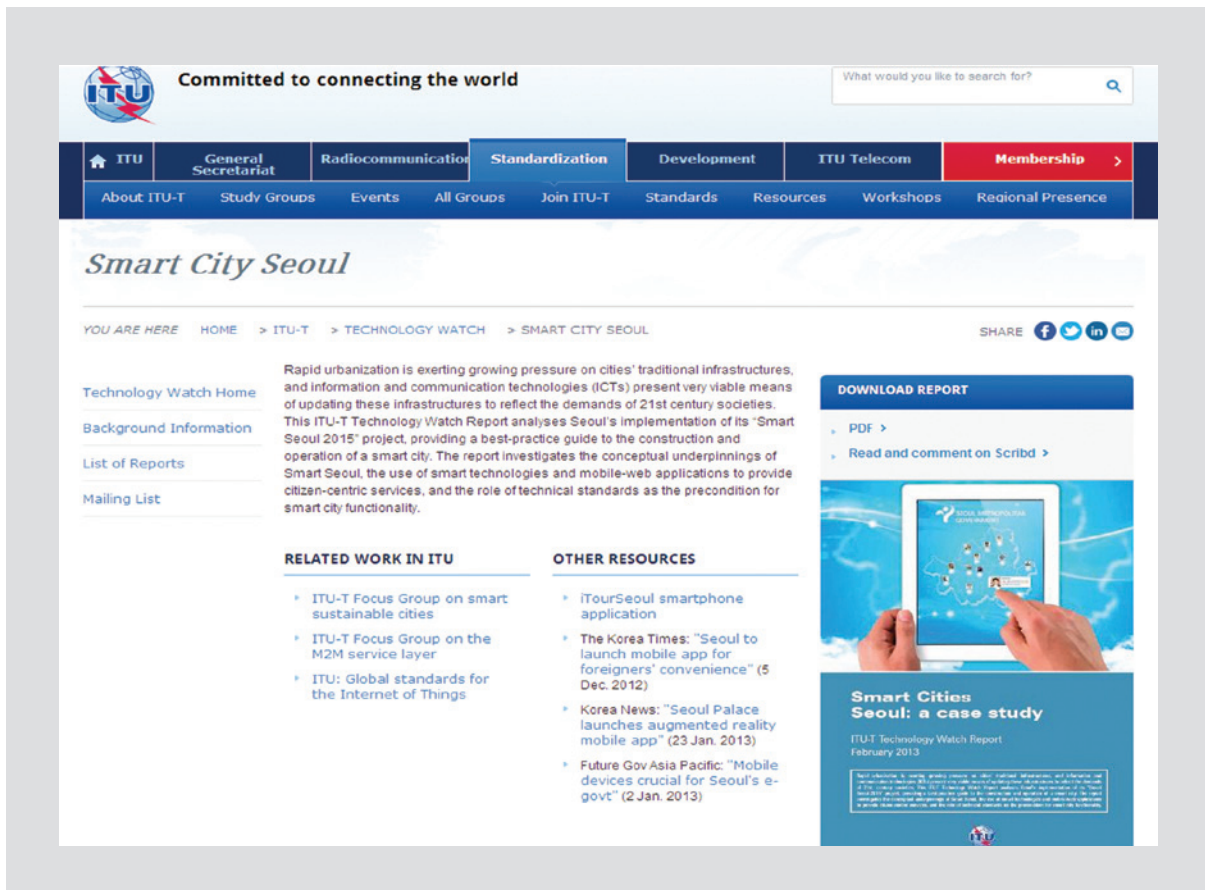 ITU
Committed to connecting the world
What would you like to search for?
ITU
General Secretariat
Radiocommunication
Standardization
Development
ITU Telecom
Membership >
About ITU-T
Study Groups
Events
All Groups
Join ITU-T
Standards
Resources
Workshops
Regional Presence
Smart City Seoul
YOU ARE HERE HOME > ITU-T > TECHNOLOGY WATCH > SMART CITY SEOUL
SHARE
Technology Watch Home
Background Information
List of Reports
Mailing List
Rapid urbanization is exerting growing pressure on cities' traditional infrastructures,
and information and communication technologies (ICTs) present very viable means
of updating these infrastructures to reflect the demands of 21st century societies.
This ITU-T Technology Watch Report analyses Seoul's implementation of its "Smart
Seoul 2015" project, providing a best-practice guide to the construction and
operation of a smart city. The report investigates the conceptual underpinnings of
Smart Seoul, the use of smart technologies and mobile-web applications to provide
citizen-centric services, and the role of technical standards as the precondition for
smart city functionality.
RELATED WORK IN ITU
ITU-T Focus Group on smart
sustainable cities
ITU-T Focus Group on the
M2M service layer
ITU: Global standards for
the Internet of Things
OTHER RESOURCES
iTourSeoul smartphone
application
The Korea Times: "Seoul to
launch mobile app for
foreigners' convenience" (5
Dec. 2012)
Korea News: "Seoul Palace
launches augmented reality
mobile app" (23 Jan. 2013)
Future Gov Asia Pacific: "Mobile
devices crucial for Seoul's e-
govt" (2 Jan. 2013)
DOWNLOAD REPORT
PDF >
Read and comment on Scribd >
SEOUL METROPOLITAN
GOVERNMENT
Smart Cities
Seoul: a case study
ITU-T Technology Watch Report
February 2013
ITU